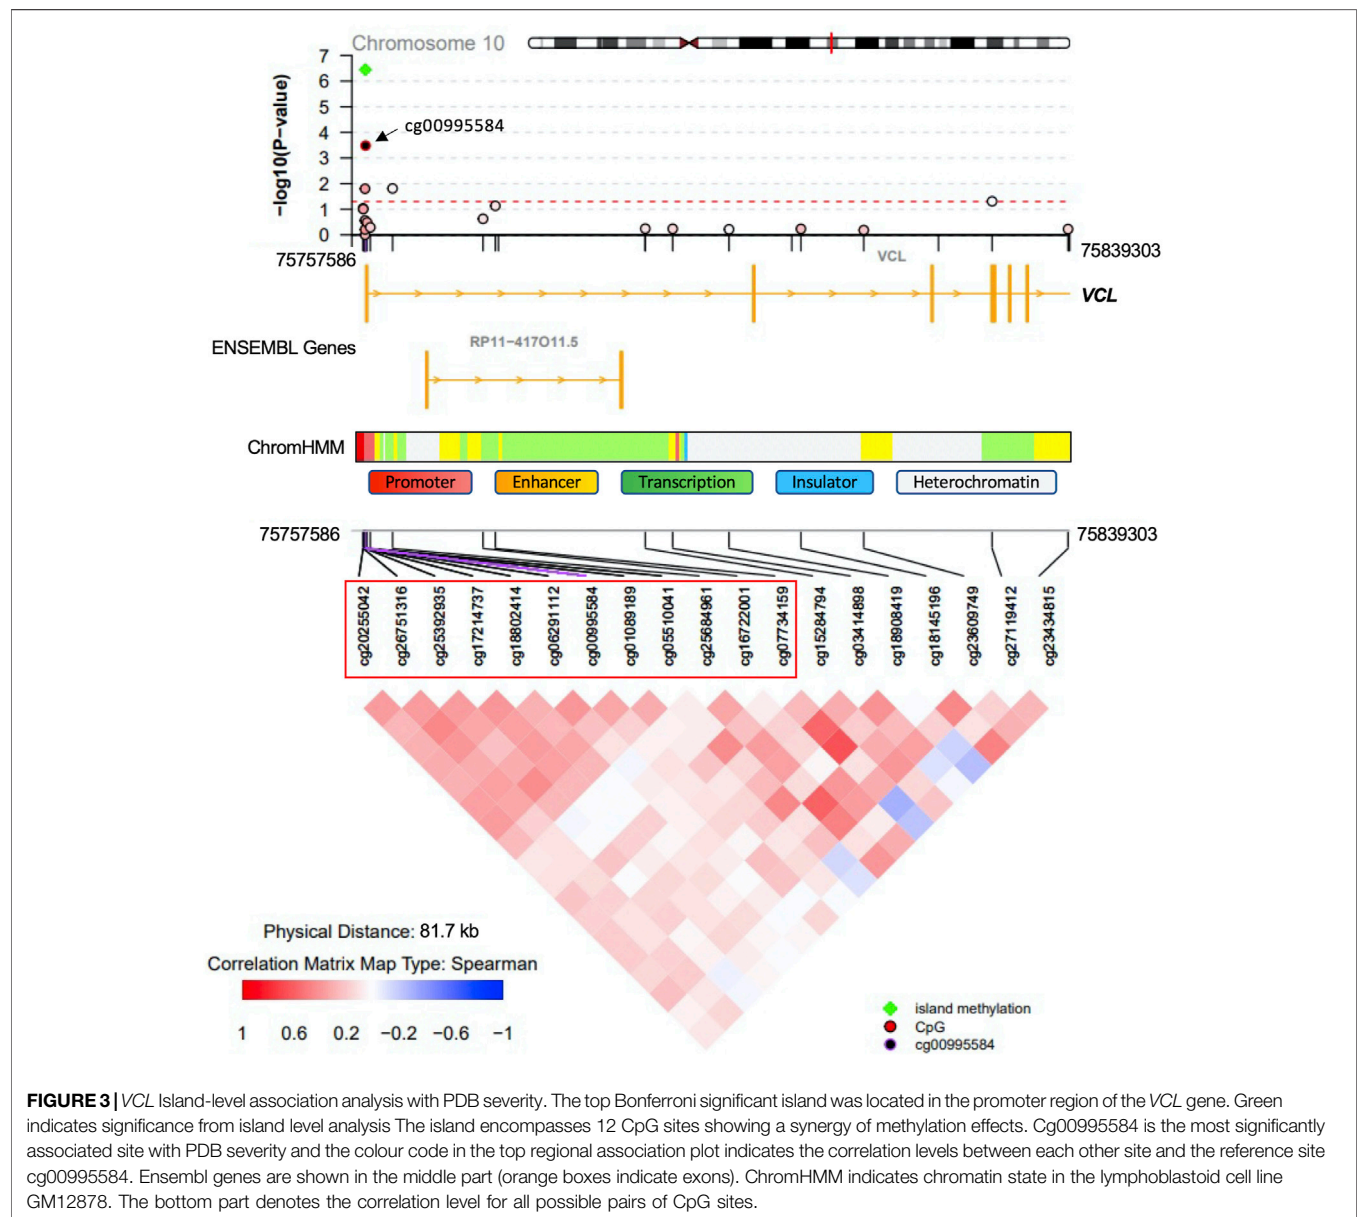 Chromosome 10
7
6
5
4
3
2
1
0
−log10(P−value)
cg00995584
75757586
75839303
VCL
VCL
ENSEMBL Genes
RP11−417O11.5
ChromHMM
Promoter
Enhancer
Transcription
Insulator
Heterochromatin
75757586
75839303
cg20255042
cg26751316
cg25392935
cg17214737
cg18802414
cg06291112
cg00995584
cg01089189
cg05510041
cg25684961
cg16722001
cg07734159
cg15284794
cg03414898
cg18908419
cg18145196
cg23609749
cg27119412
cg23434815
Physical Distance: 81.7 kb
Correlation Matrix Map Type: Spearman
1 0.6 0.2 −0.2 −0.6 −1
island methylation
CpG
cg00995584
FIGURE 3 | VCL Island-level association analysis with PDB severity. The top Bonferroni significant island was located in the promoter region of the VCL gene. Green
indicates significance from island level analysis The island encompasses 12 CpG sites showing a synergy of methylation effects. Cg00995584 is the most significantly
associated site with PDB severity and the colour code in the top regional association plot indicates the correlation levels between each other site and the reference site
cg00995584. Ensembl genes are shown in the middle part (orange boxes indicate exons). ChromHMM indicates chromatin state in the lymphoblastoid cell line
GM12878. The bottom part denotes the correlation level for all possible pairs of CpG sites.